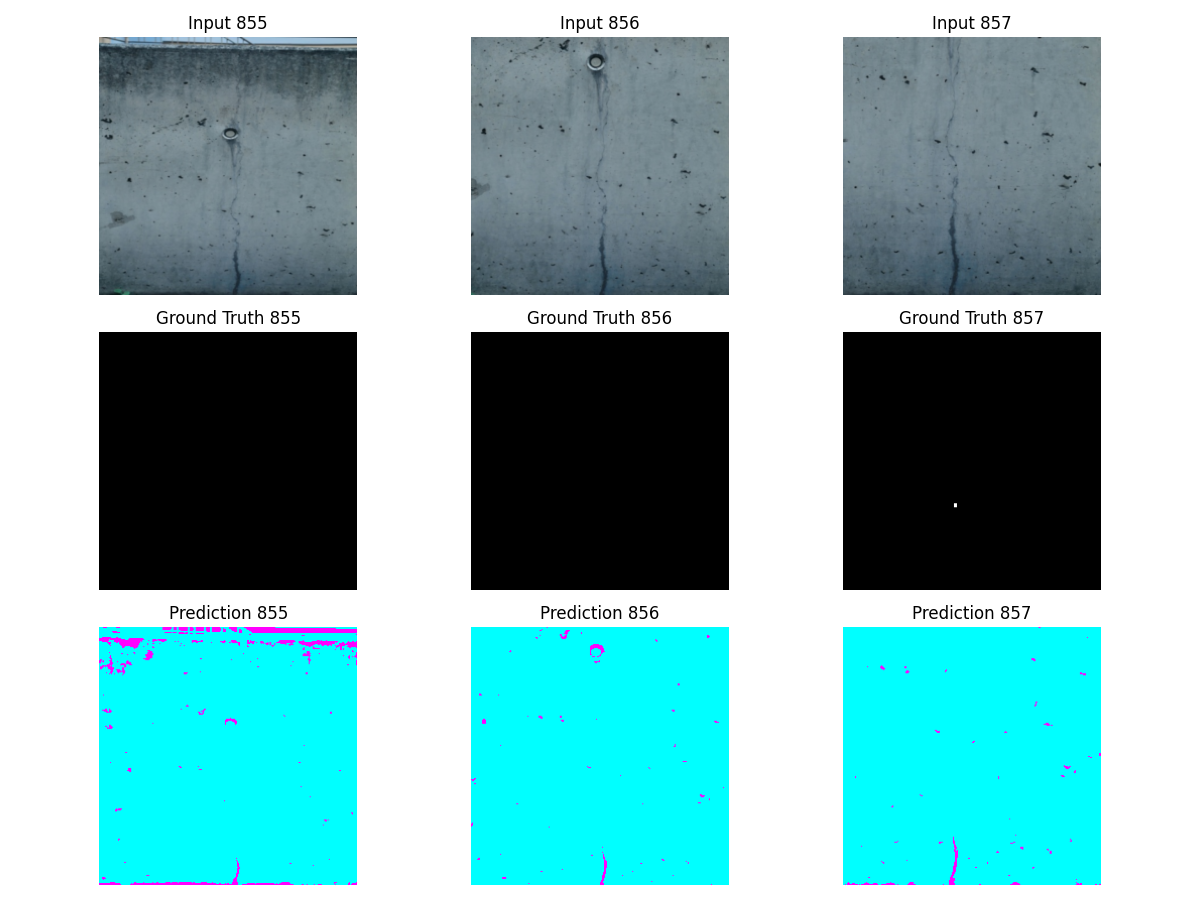 Input 855
Input 856
Input 857
Ground Truth 855
Ground Truth 856
Ground Truth 857
Prediction 855
Prediction 856
Prediction 857